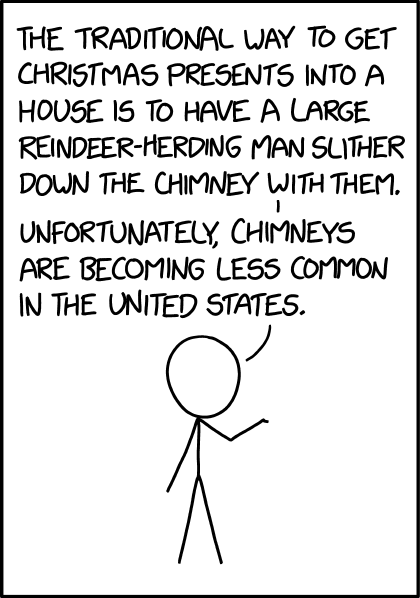 THE TRADITIONAL WAY TO GET
CHRISTMAS PRESENTS INTO A
HOUSE IS TO HAVE A LARGE
REINDEER-HERDING MAN SLITHER
DOWN THE CHIMNEY WITH THEM.
UNFORTUNATELY, CHIMNEYS
ARE BECOMING LESS COMMON
IN THE UNITED STATES.